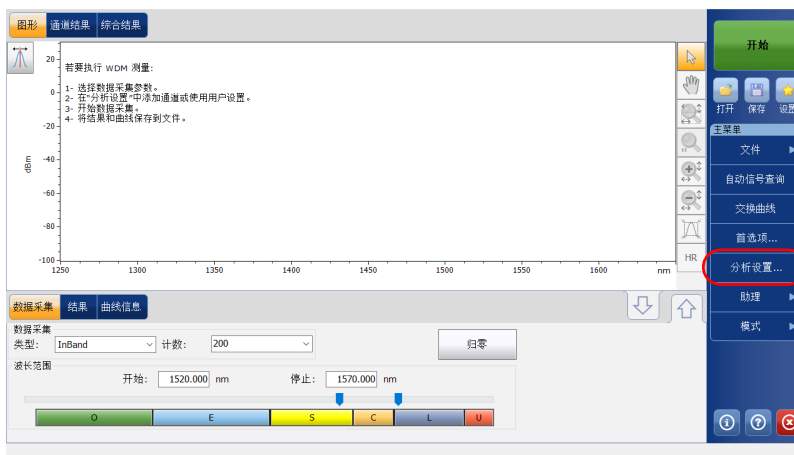 图形 通道结果 综合结果
若要执行 WDM 测量:
1- 选择数据采集参数。
2- 在"分析设置"中添加通道或使用用户设置。
3- 开始数据采集。
4- 将结果和曲线保存到文件。
20
0
-20
-40
-60
-80
-100
dBm
1250 1300 1350 1400 1450 1500 1550 1600 nm
HR
开始
打开 保存 设置
主菜单
文件
自动信号查询
交换曲线
首选项...
分析设置...
助理
模式
数据采集 结果 曲线信息
数据采集
类型: InBand 计数: 200 归零
波长范围
开始: 1520.000 nm 停止: 1570.000 nm
O E S C L U